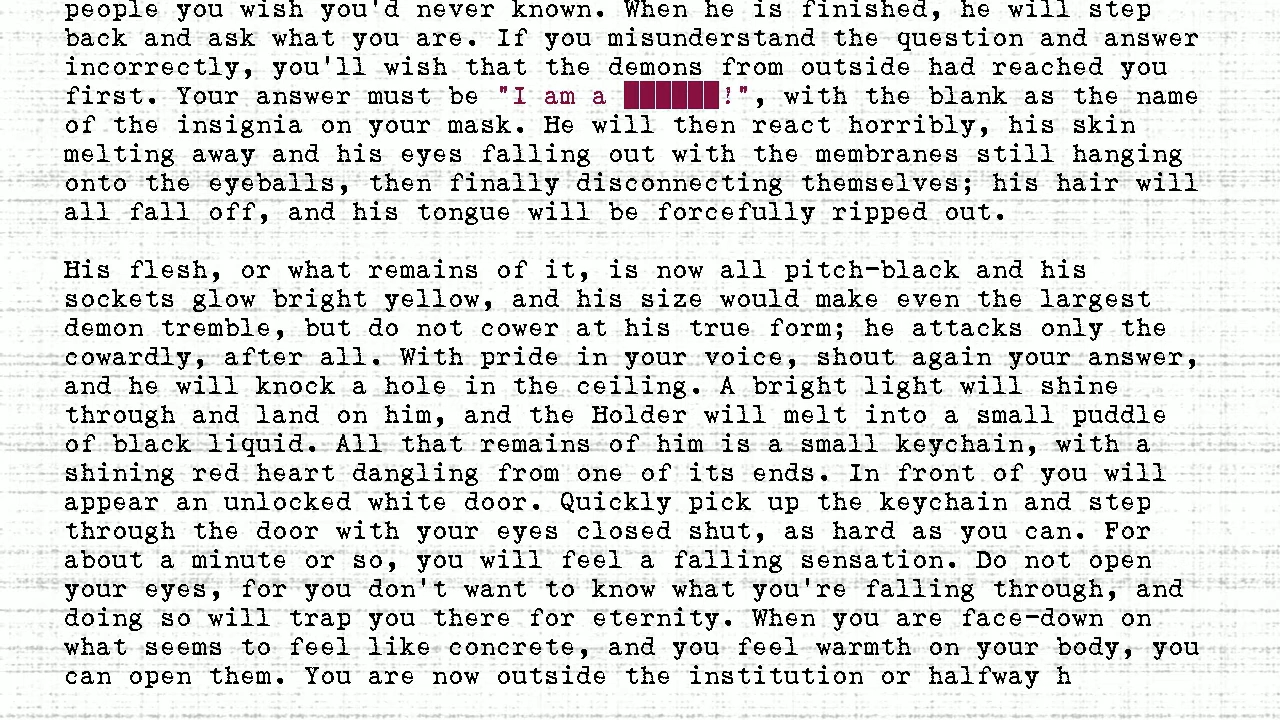 people you wish you'd never known. When he is finished, he will step
back and ask what you are. If you misunderstand the question and answer
incorrectly, you'll wish that the demons from outside had reached you
first. Your answer must be "I am a ██████!", with the blank as the name
of the insignia on your mask. He will then react horribly, his skin
melting away and his eyes falling out with the membranes still hanging
onto the eyeballs, then finally disconnecting themselves; his hair will
all fall off, and his tongue will be forcefully ripped out.
His flesh, or what remains of it, is now all pitch-black and his
sockets glow bright yellow, and his size would make even the largest
demon tremble, but do not cower at his true form; he attacks only the
cowardly, after all. With pride in your voice, shout again your answer,
and he will knock a hole in the ceiling. A bright light will shine
through and land on him, and the Holder will melt into a small puddle
of black liquid. All that remains of him is a small keychain, with a
shining red heart dangling from one of its ends. In front of you will
appear an unlocked white door. Quickly pick up the keychain and step
through the door with your eyes closed shut, as hard as you can. For
about a minute or so, you will feel a falling sensation. Do not open
your eyes, for you don't want to know what you're falling through, and
doing so will trap you there for eternity. When you are face-down on
what seems to feel like concrete, and you feel warmth on your body, you
can open them. You are now outside the institution or halfway h